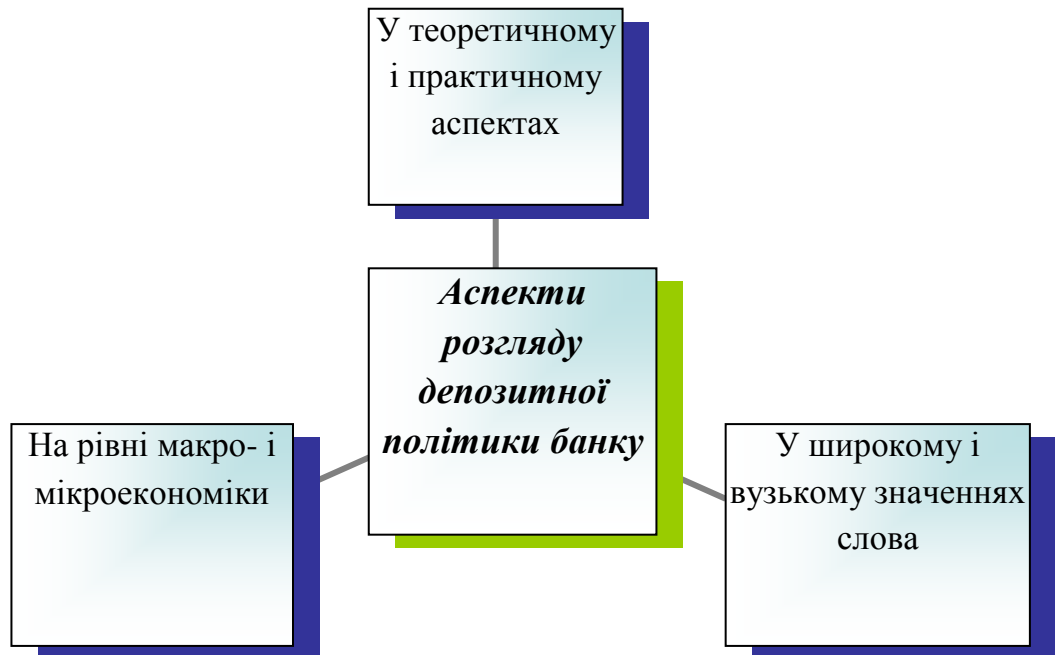 У теоретичному
і практичному
аспектах
Аспекти
розгляду
депозитної
політики банку
На рівні макро- і
мікроекономіки
У широкому і
вузькому значеннях
слова